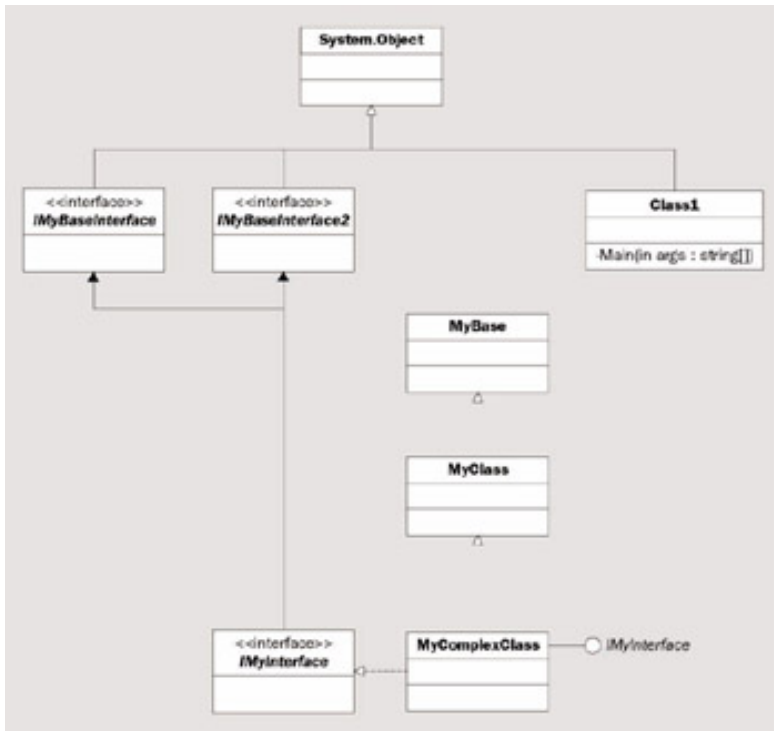 System.Object
<<interface>>
IMyBaseInterface
<<interface>>
IMyBaseInterface2
Class1
-Main(in args : string[])
MyBase
MyClass
<<interface>>
IMyInterface
MyComplexClass
IMyInterface